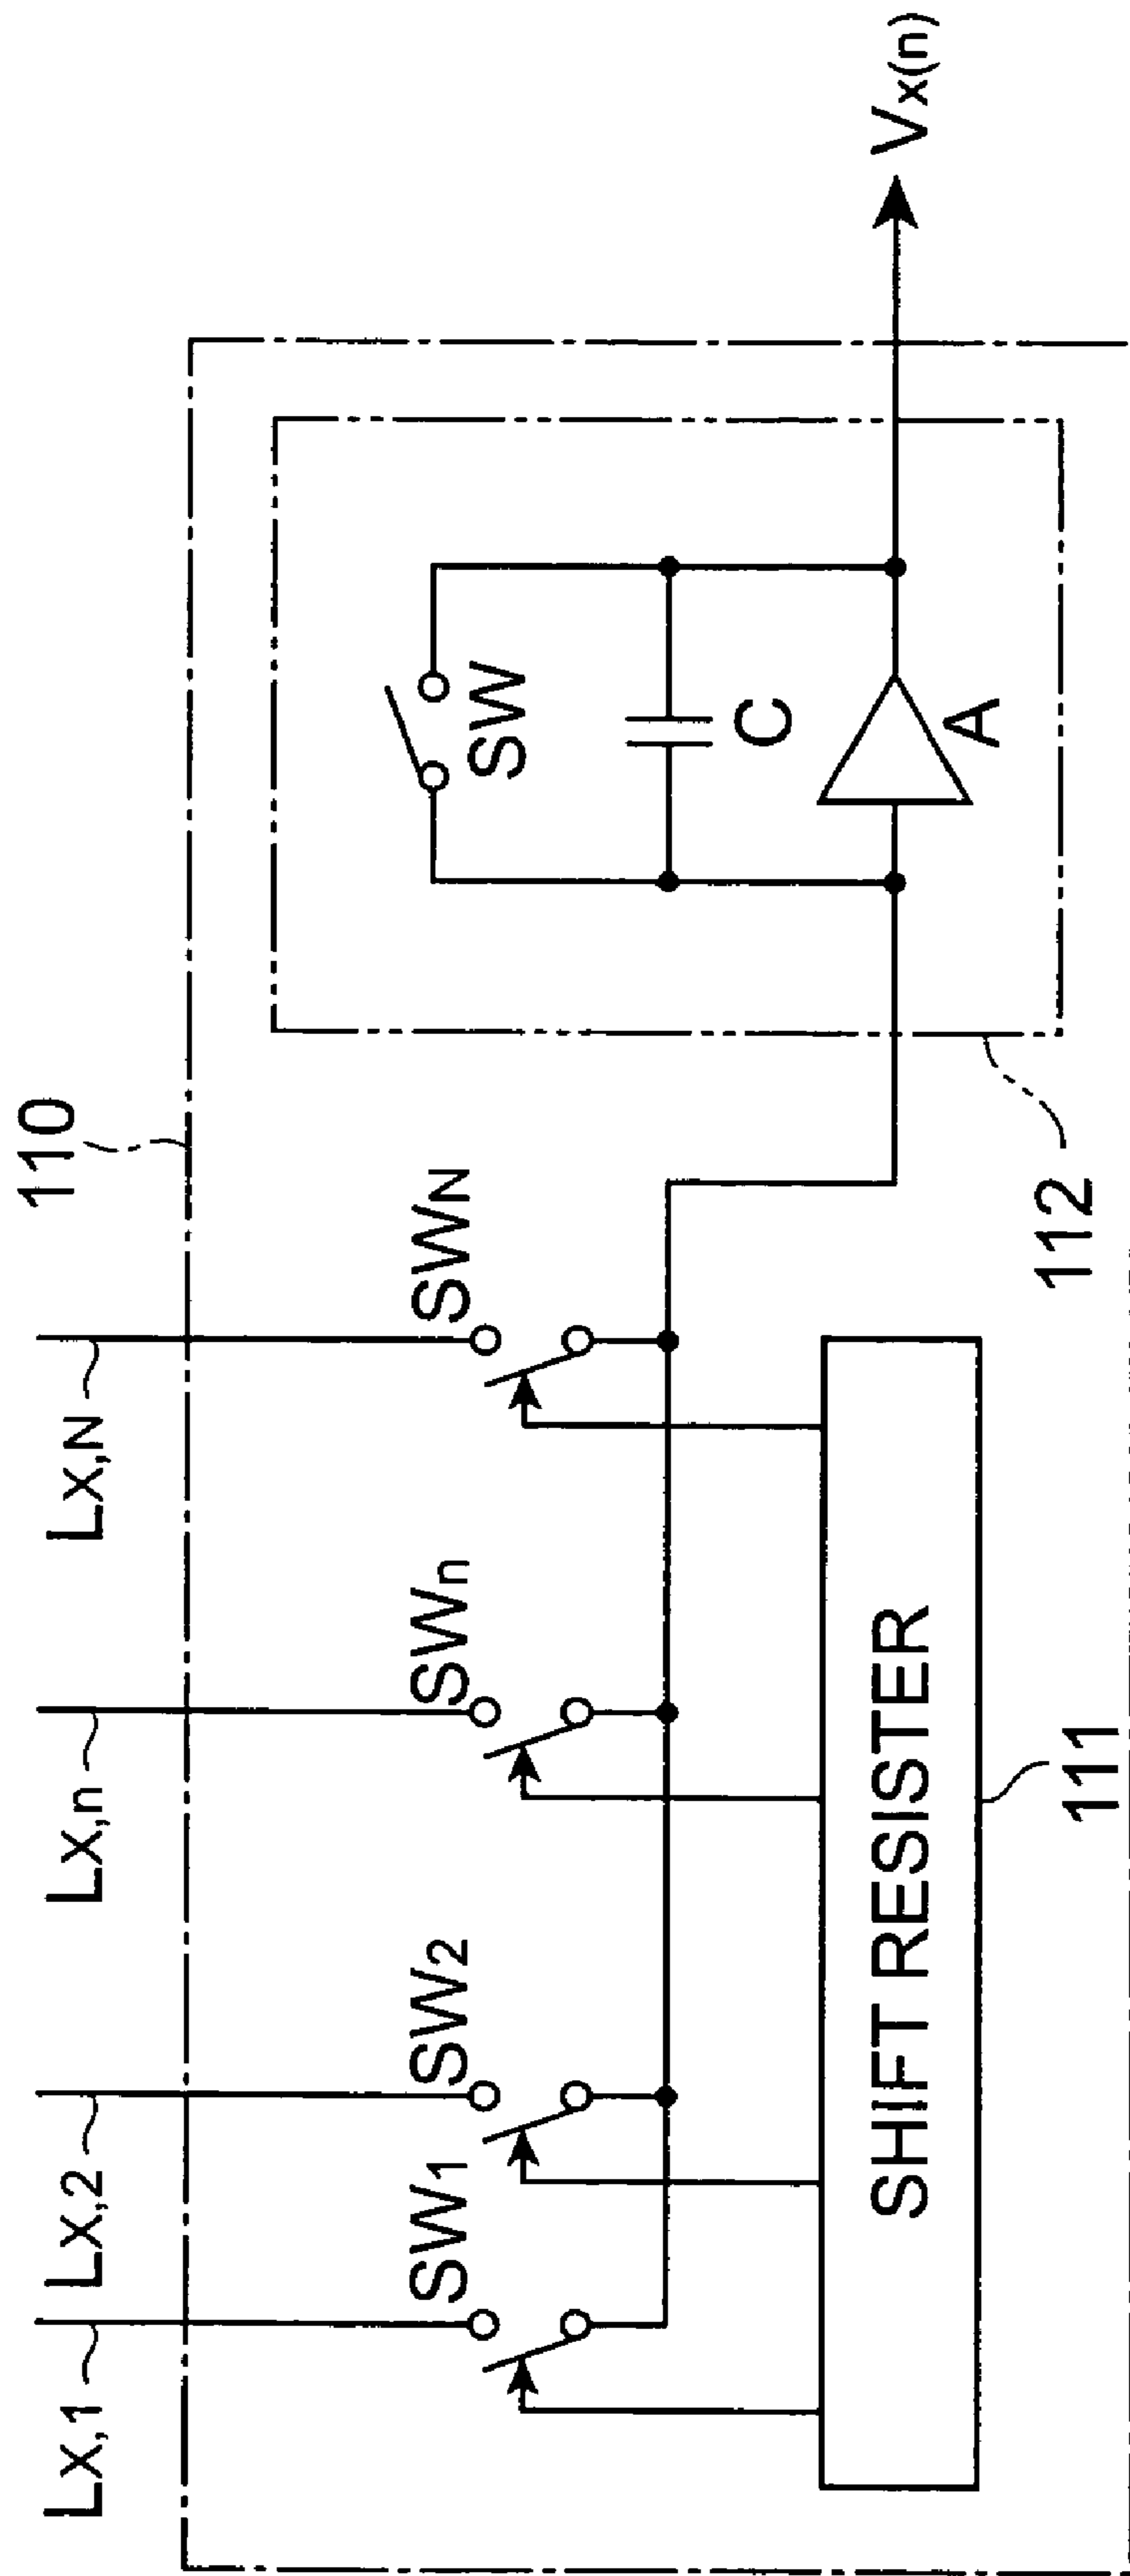 110
LX,1
LX,2
LX,n
LX,N
SW1
SW2
SWn
SWN
SW
C
A
Vx(n)
SHIFT RESISTER
111
112